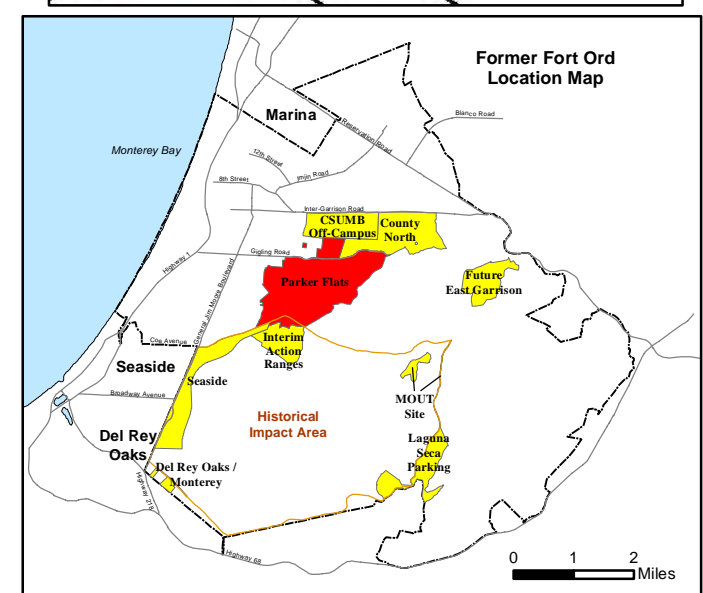 Former Fort Ord
Location Map
Marina
Blanco Road
Reservation Road
Monterey Bay
12th Street
Imjin Road
8th Street
Inter-Garrison Road
CSUMB
Off-Campus
County
North
Gigling Road
Highway 1
General Jim Moore Boulevard
Parker Flats
Future
East Garrison
Coe Avenue
Interim
Action
Ranges
Seaside
Seaside
Broadway Avenue
MOUT
Site
Historical
Impact Area
Del Rey
Oaks
Laguna
Seca
Parking
Del Rey Oaks /
Monterey
Highway 218
Highway 68
0 1 2
Miles